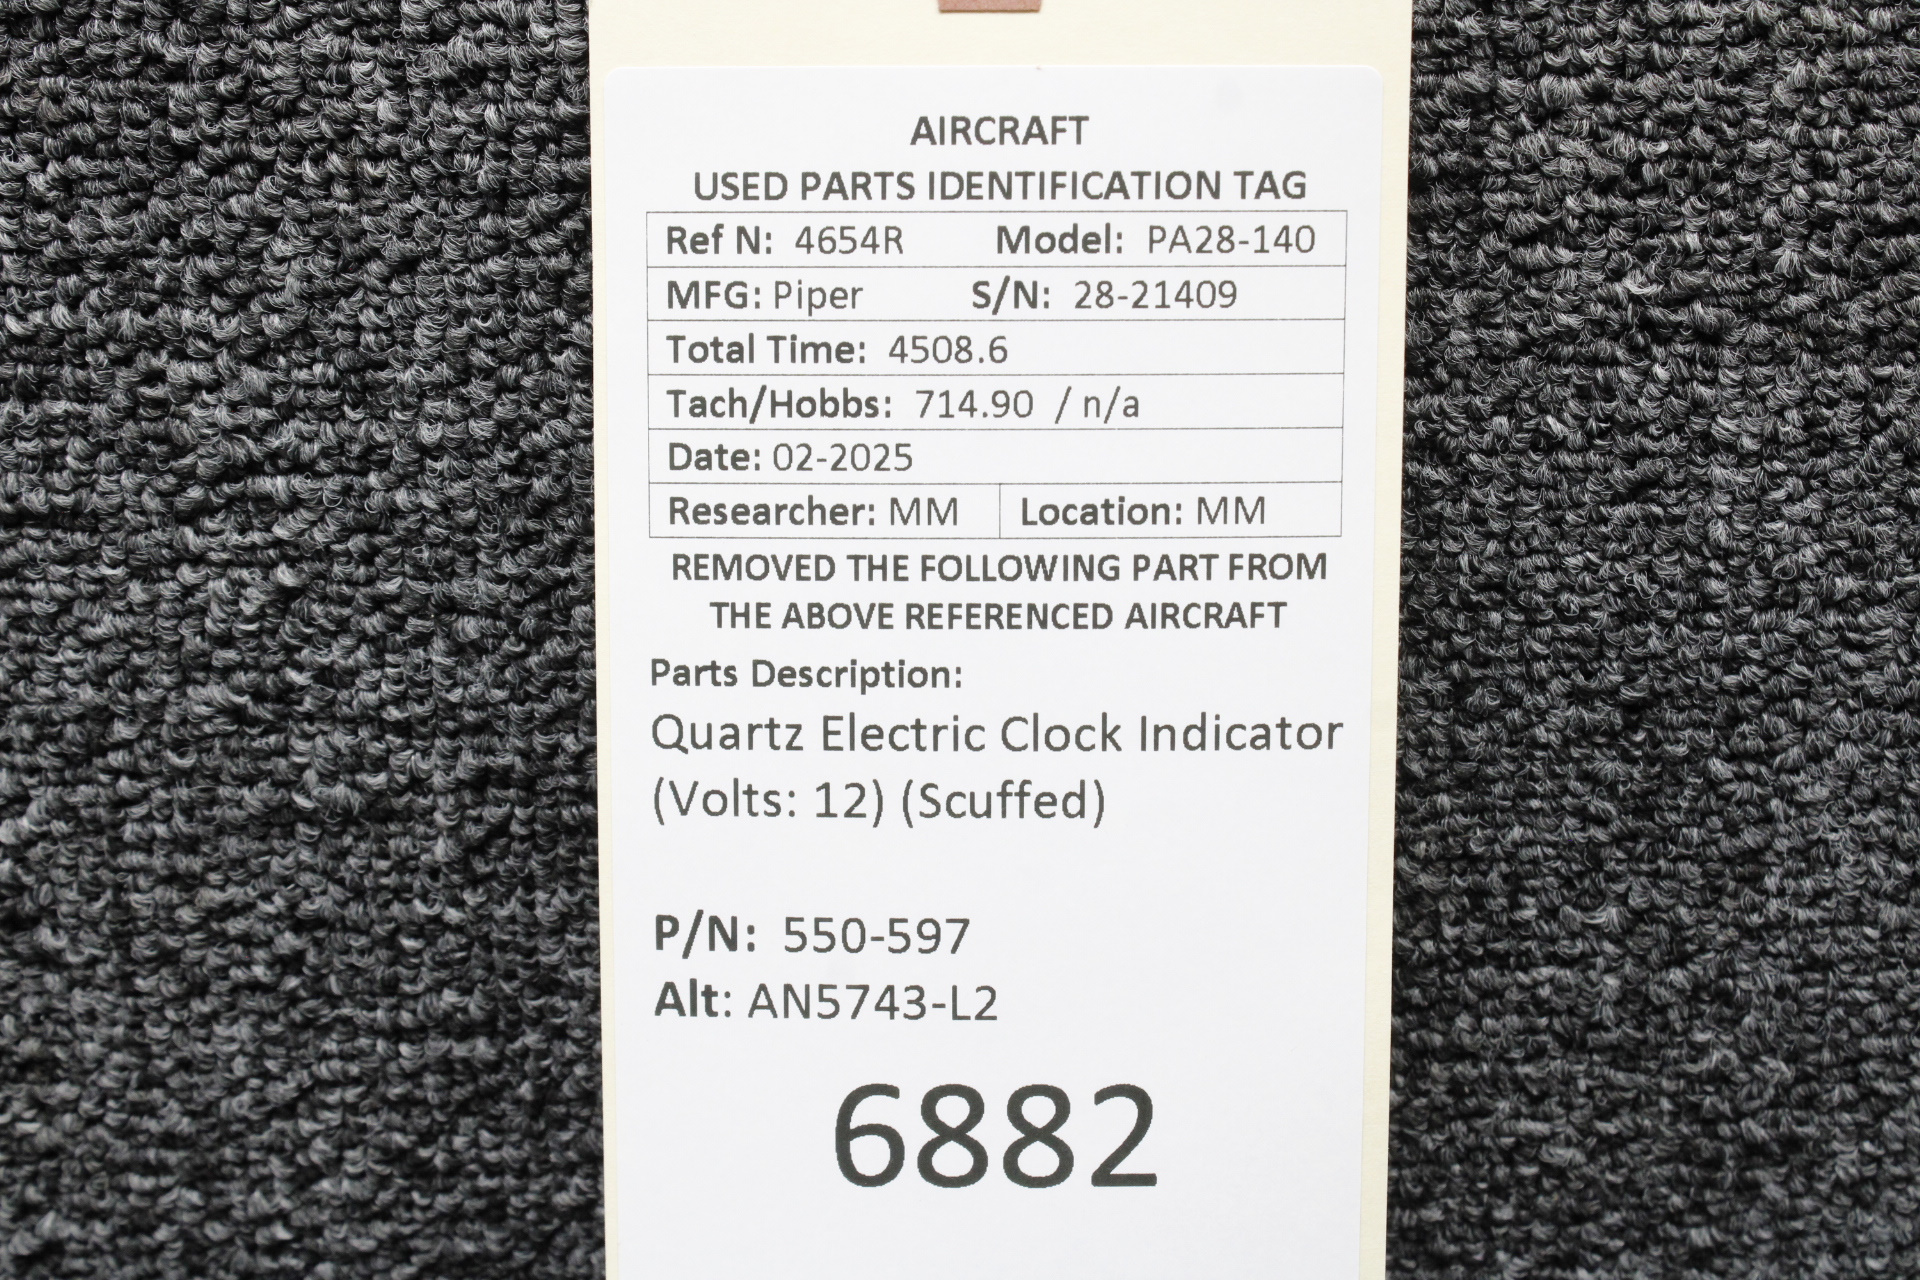 AIRCRAFT
USED PARTS IDENTIFICATION TAG
Ref N: 4654R Model: PA28-140
MFG: Piper S/N: 28-21409
Total Time: 4508.6
Tach/Hobbs: 714.90 / n/a
Date: 02-2025
Researcher: MM Location: MM
REMOVED THE FOLLOWING PART FROM
THE ABOVE REFERENCED AIRCRAFT
Parts Description:
Quartz Electric Clock Indicator
(Volts: 12) (Scuffed)
P/N: 550-597
Alt: AN5743-L2
6882